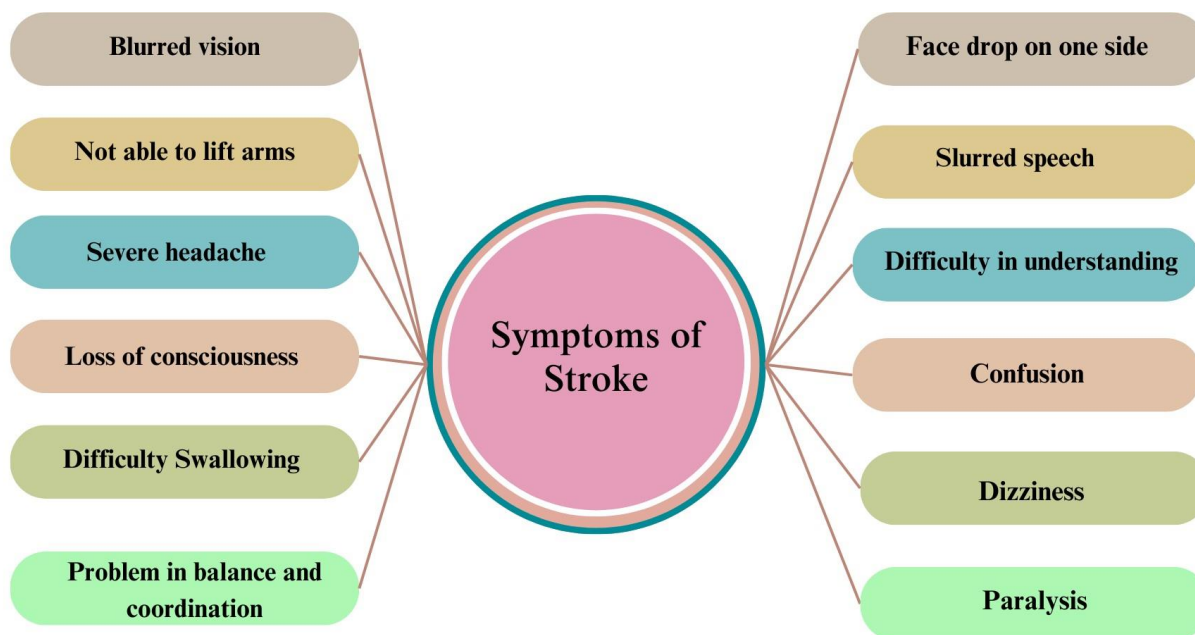 Blurred vision
Not able to lift arms
Severe headache
Loss of consciousness
Difficulty Swallowing
Problem in balance and
coordination
Symptoms of
Stroke
Face drop on one side
Slurred speech
Difficulty in understanding
Confusion
Dizziness
Paralysis